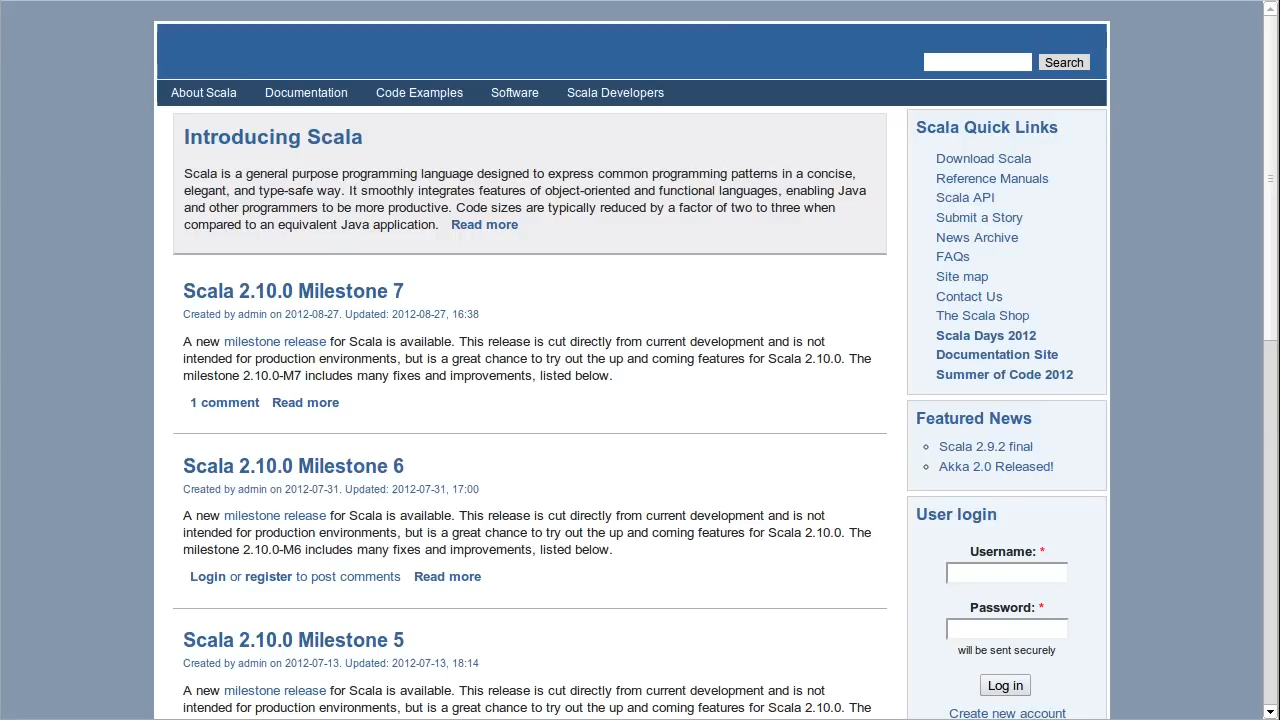 Search
About Scala
Documentation
Code Examples
Software
Scala Developers
Introducing Scala
Scala is a general purpose programming language designed to express common programming patterns in a concise,
elegant, and type-safe way. It smoothly integrates features of object-oriented and functional languages, enabling Java
and other programmers to be more productive. Code sizes are typically reduced by a factor of two to three when
compared to an equivalent Java application. Read more
Scala 2.10.0 Milestone 7
Created by admin on 2012-08-27. Updated: 2012-08-27, 16:38
A new milestone release for Scala is available. This release is cut directly from current development and is not
intended for production environments, but is a great chance to try out the up and coming features for Scala 2.10.0. The
milestone 2.10.0-M7 includes many fixes and improvements, listed below.
1 comment Read more
Scala 2.10.0 Milestone 6
Created by admin on 2012-07-31. Updated: 2012-07-31, 17:00
A new milestone release for Scala is available. This release is cut directly from current development and is not
intended for production environments, but is a great chance to try out the up and coming features for Scala 2.10.0. The
milestone 2.10.0-M6 includes many fixes and improvements, listed below.
Login or register to post comments Read more
Scala 2.10.0 Milestone 5
Created by admin on 2012-07-13. Updated: 2012-07-13, 18:14
A new milestone release for Scala is available. This release is cut directly from current development and is not
intended for production environments, but is a great chance to try out the up and coming features for Scala 2.10.0. The
Scala Quick Links
Download Scala
Reference Manuals
Scala API
Submit a Story
News Archive
FAQs
Site map
Contact Us
The Scala Shop
Scala Days 2012
Documentation Site
Summer of Code 2012
Featured News
Scala 2.9.2 final
Akka 2.0 Released!
User login
Username: *
Password: *
will be sent securely
Log in
Create new account